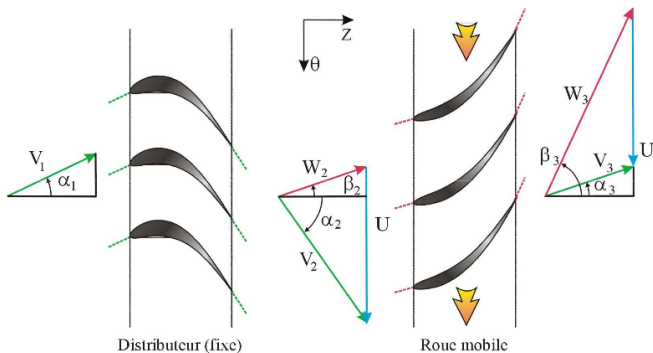 Z
θ
V1
α1
W2
β2
α2
U
V2
W3
β3
V3
U
α3
Distributeur (fixe)
Roue mobile